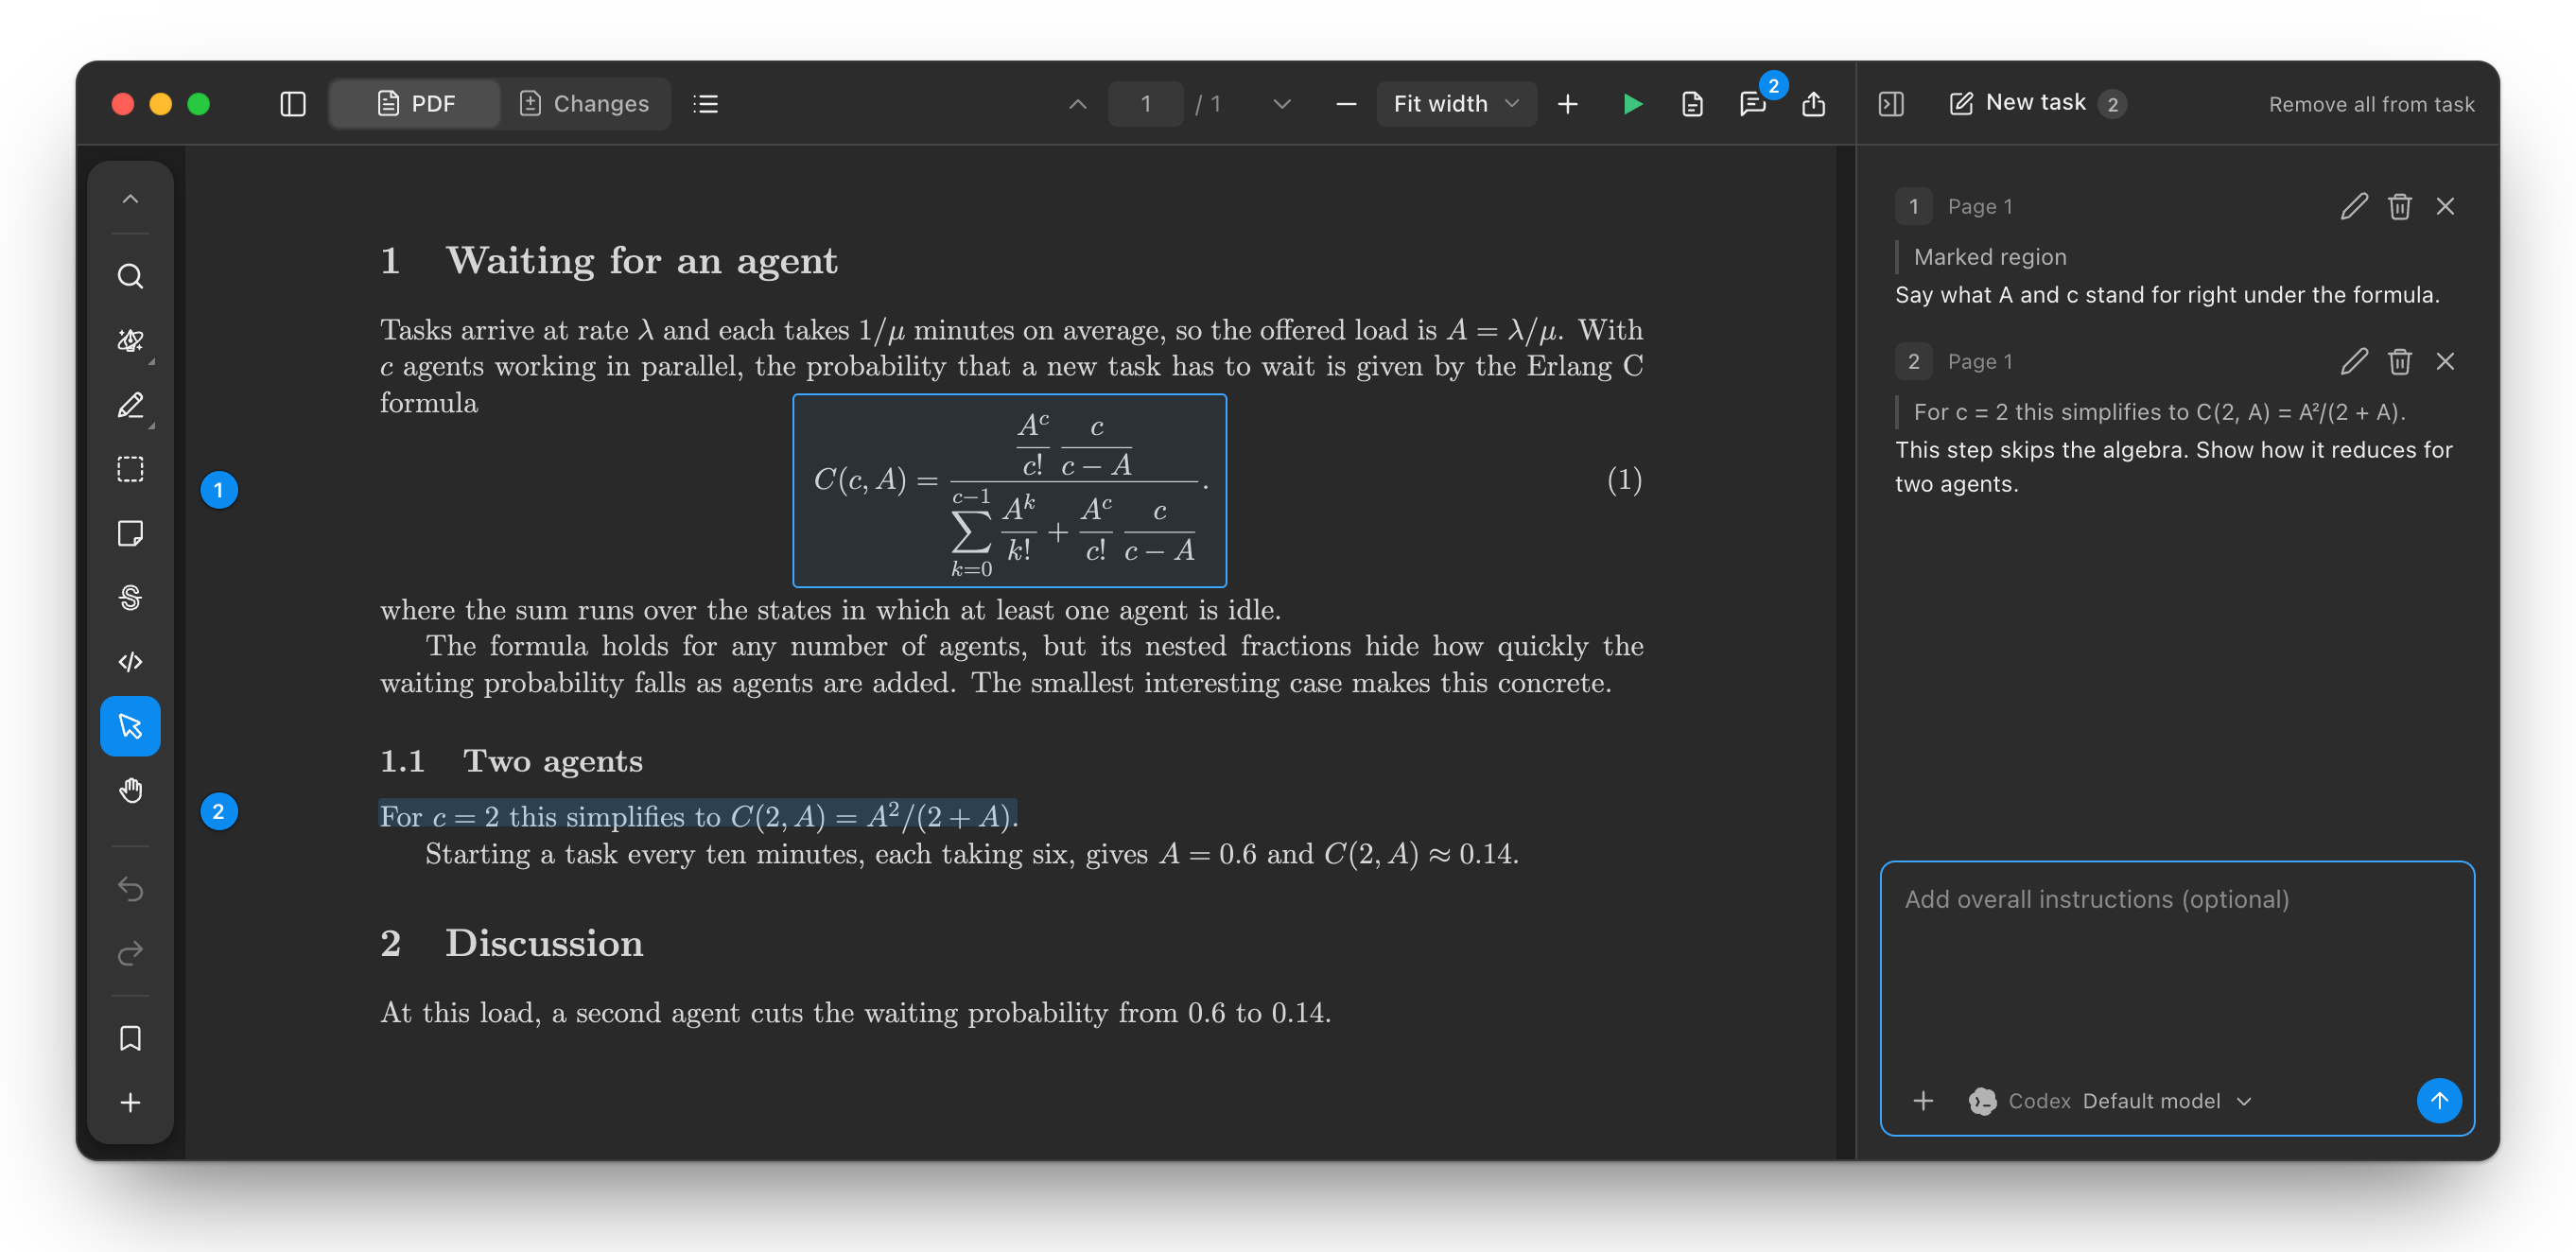 PDF
Changes
1 / 1
Fit width
2
New task 2
Remove all from task
1 Waiting for an agent
Tasks arrive at rate λ and each takes 1/μ minutes on average, so the offered load is A = λ/μ. With
c agents working in parallel, the probability that a new task has to wait is given by the Erlang C
formula
1
C(c, A) = \frac{\frac{A^c}{c!} \frac{c}{c − A}}{\sum_{k=0}^{c−1} \frac{A^k}{k!} + \frac{A^c}{c!} \frac{c}{c − A}}. (1)
where the sum runs over the states in which at least one agent is idle.
The formula holds for any number of agents, but its nested fractions hide how quickly the
waiting probability falls as agents are added. The smallest interesting case makes this concrete.
1.1 Two agents
2
For c = 2 this simplifies to C(2, A) = A²/(2 + A).
Starting a task every ten minutes, each taking six, gives A = 0.6 and C(2, A) ≈ 0.14.
2 Discussion
At this load, a second agent cuts the waiting probability from 0.6 to 0.14.
1 Page 1
Marked region
Say what A and c stand for right under the formula.
2 Page 1
For c = 2 this simplifies to C(2, A) = A²/(2 + A).
This step skips the algebra. Show how it reduces for
two agents.
Add overall instructions (optional)
Codex Default model